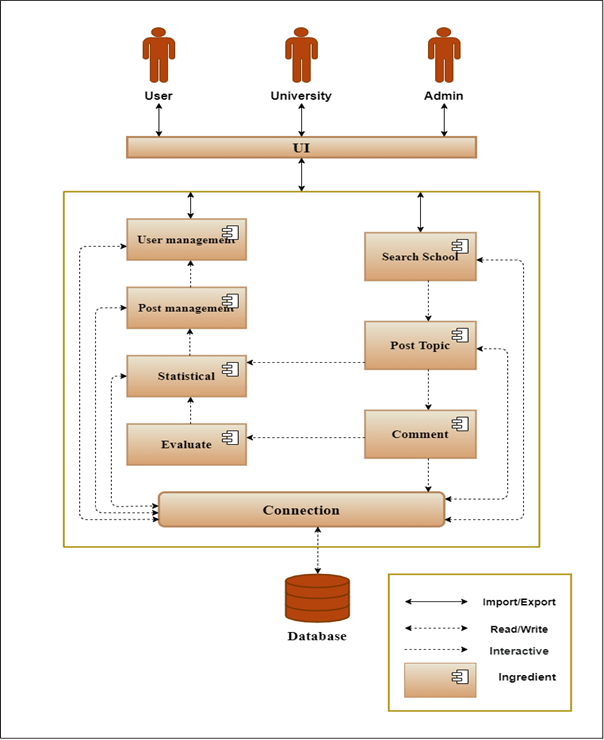 User
University
Admin
UI
User management
Search School
Post management
Post Topic
Statistical
Comment
Evaluate
Connection
Database
Import/Export
Read/Write
Interactive
Ingredient